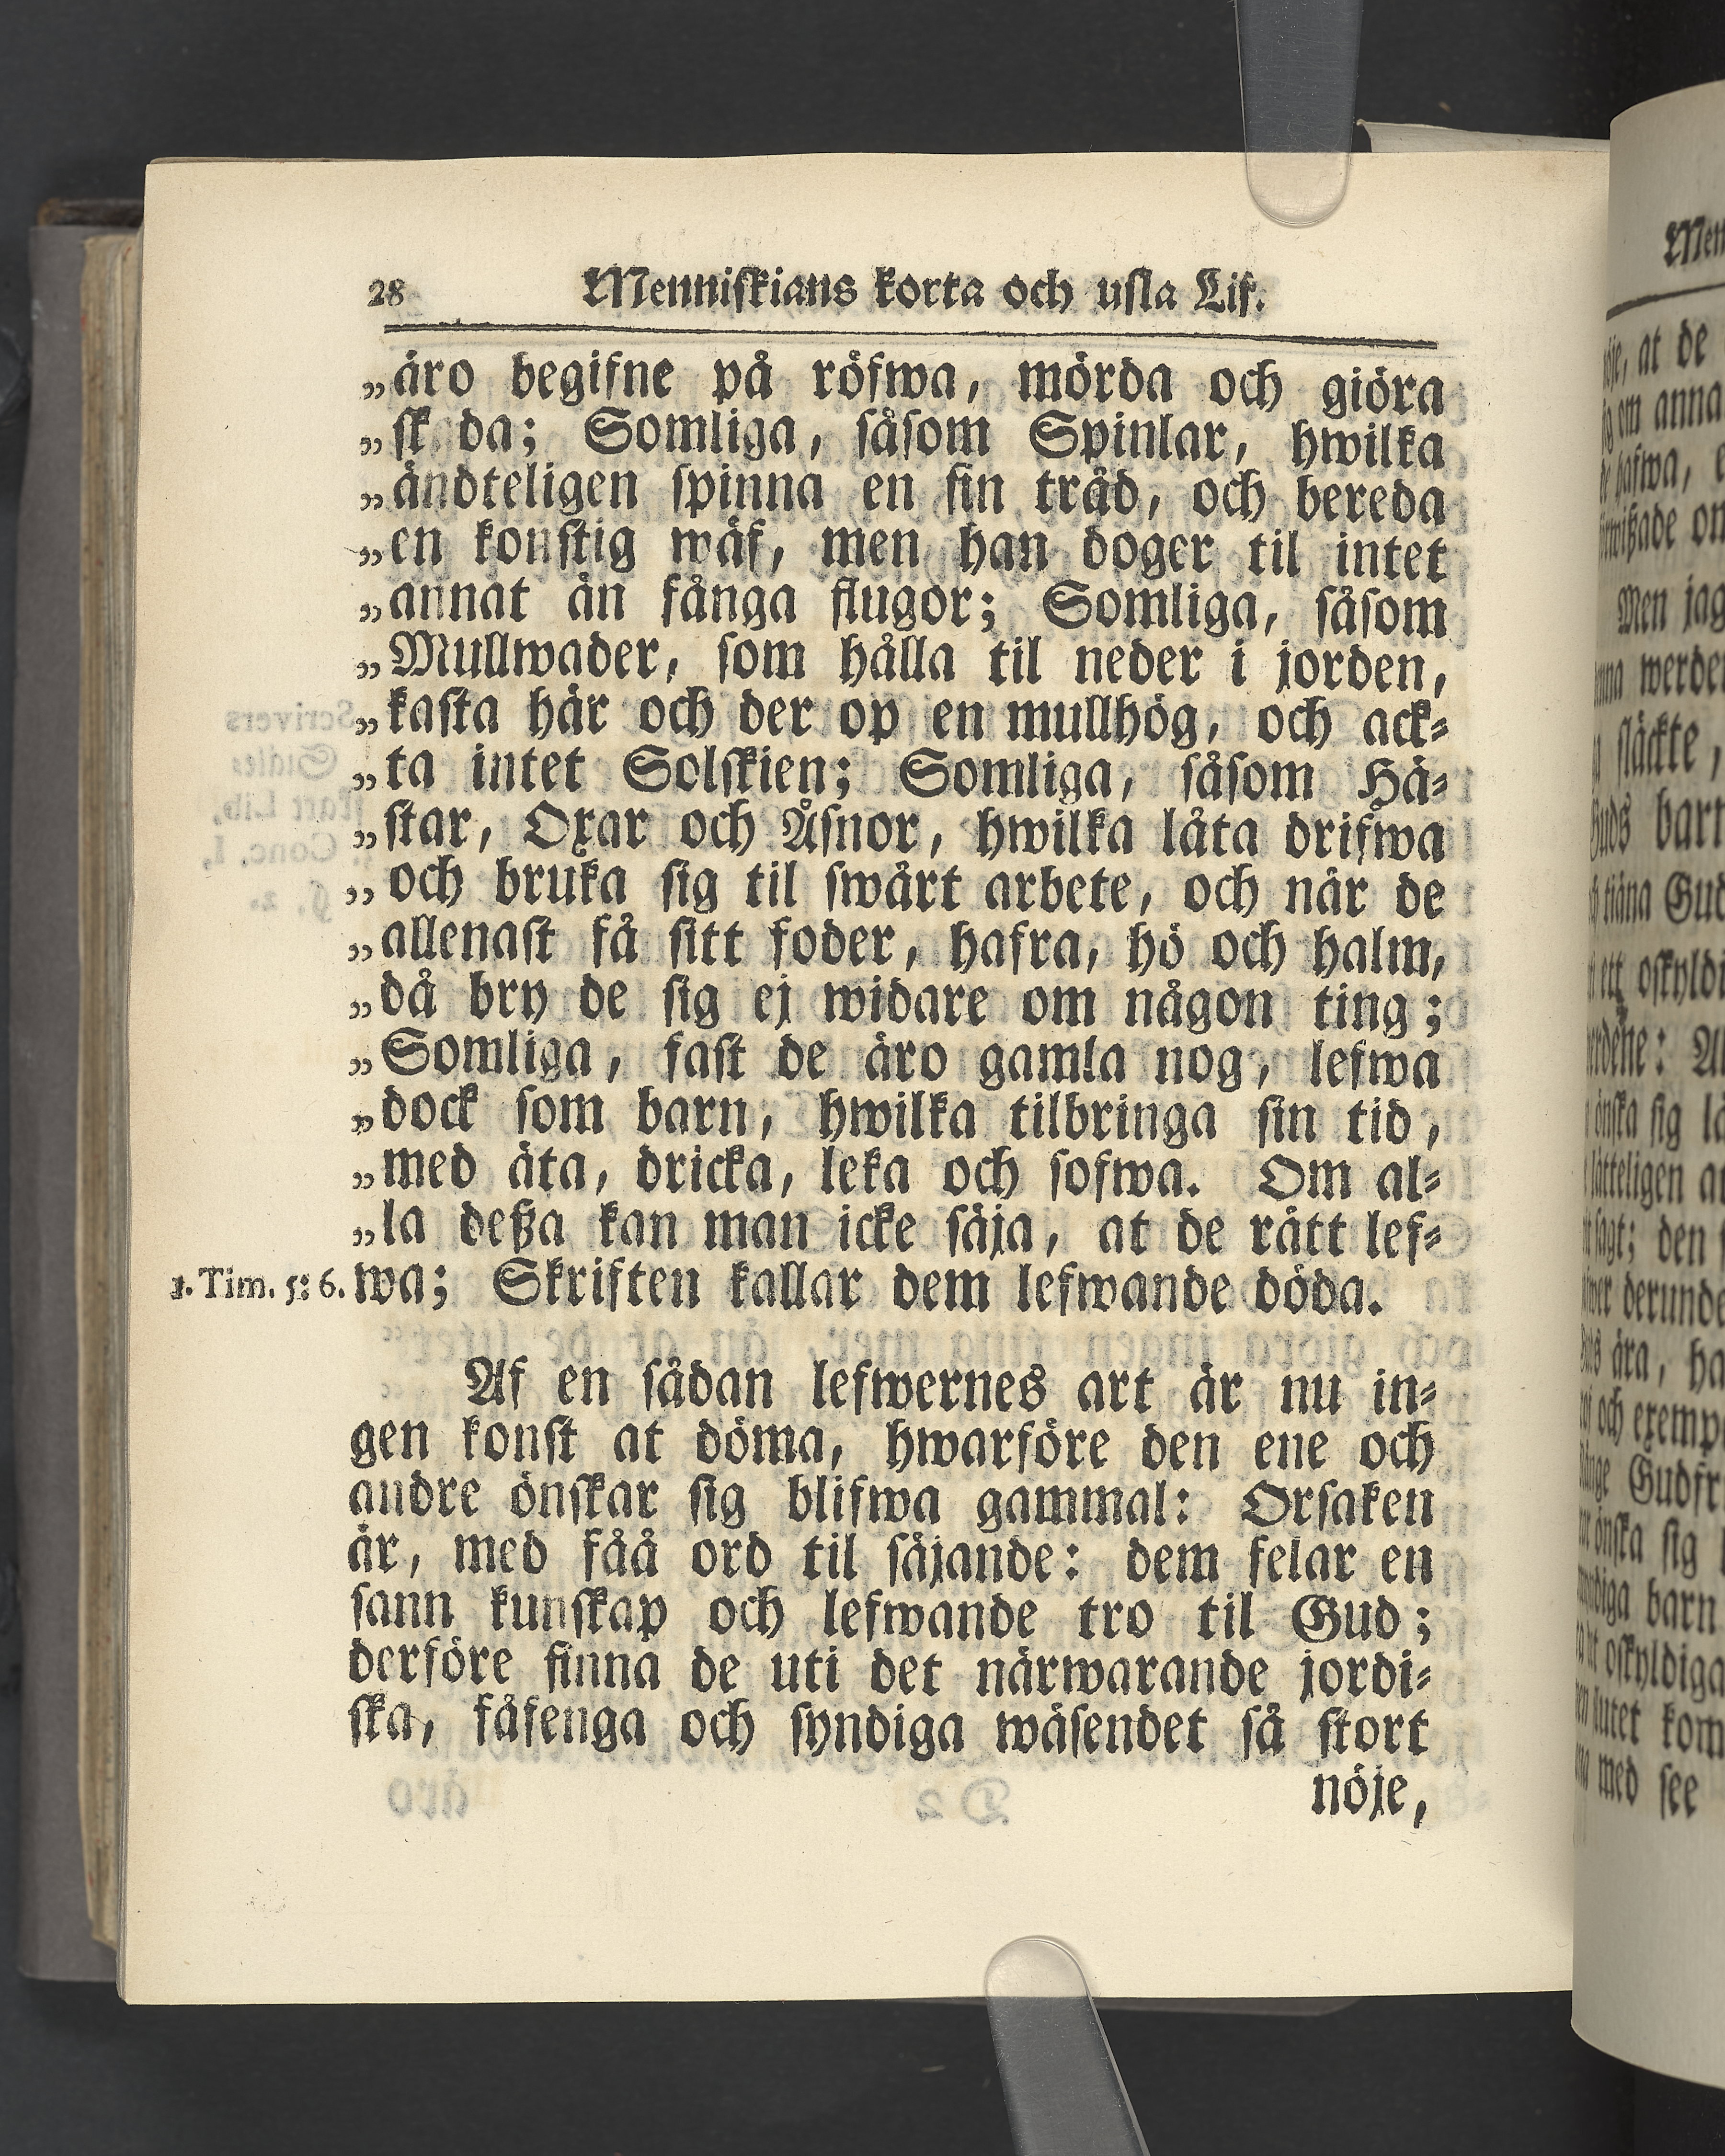 28 Menniskians korta och usla Lif.
„äro begifne på röfwa, mörda och giöra
„sk da; Somliga, såsom Spinlar, hwilka
„ändteligen spinna en fin tråd, och bereda
„en konstig wäf, men han doger til intet
„annat än fånga flugor; Somliga, såsom
„Mullwader, som hålla til neder i jorden,
„kasta här och der op en mullhög, och ack-
„ta intet Solskien; Somliga, såsom Hä-
„star, Oxar och Åsnor, hwilka låta drifwa
„och bruka sig til swårt arbete, och når de
„allenast få sitt foder, hafra, hö och halm,
„då bry de sig ej widare om någon ting;
„Somliga, fast de äro gamla nog, lefwa
„dock som barn, hwilka tilbringa sin tid,
„med äta, dricka, leka och sofwa. Om al-
„la deßa kan man icke säja, at de rätt lef-
1. Tim. 5: 6. wa; Skriften kallar dem lefwande döda.
Af en sådan lefwernes art är nu in-
gen konst at döma, hwarföre den ene och
andre önskar sig blifwa gammal: Orsaken
är, med fåå ord til säjande: dem felar en
sann kunskap och lefwande tro til Gud;
derföre finna de uti det närwarande jordi-
ska, fåfenga och syndiga wäsendet så stort
nöje,